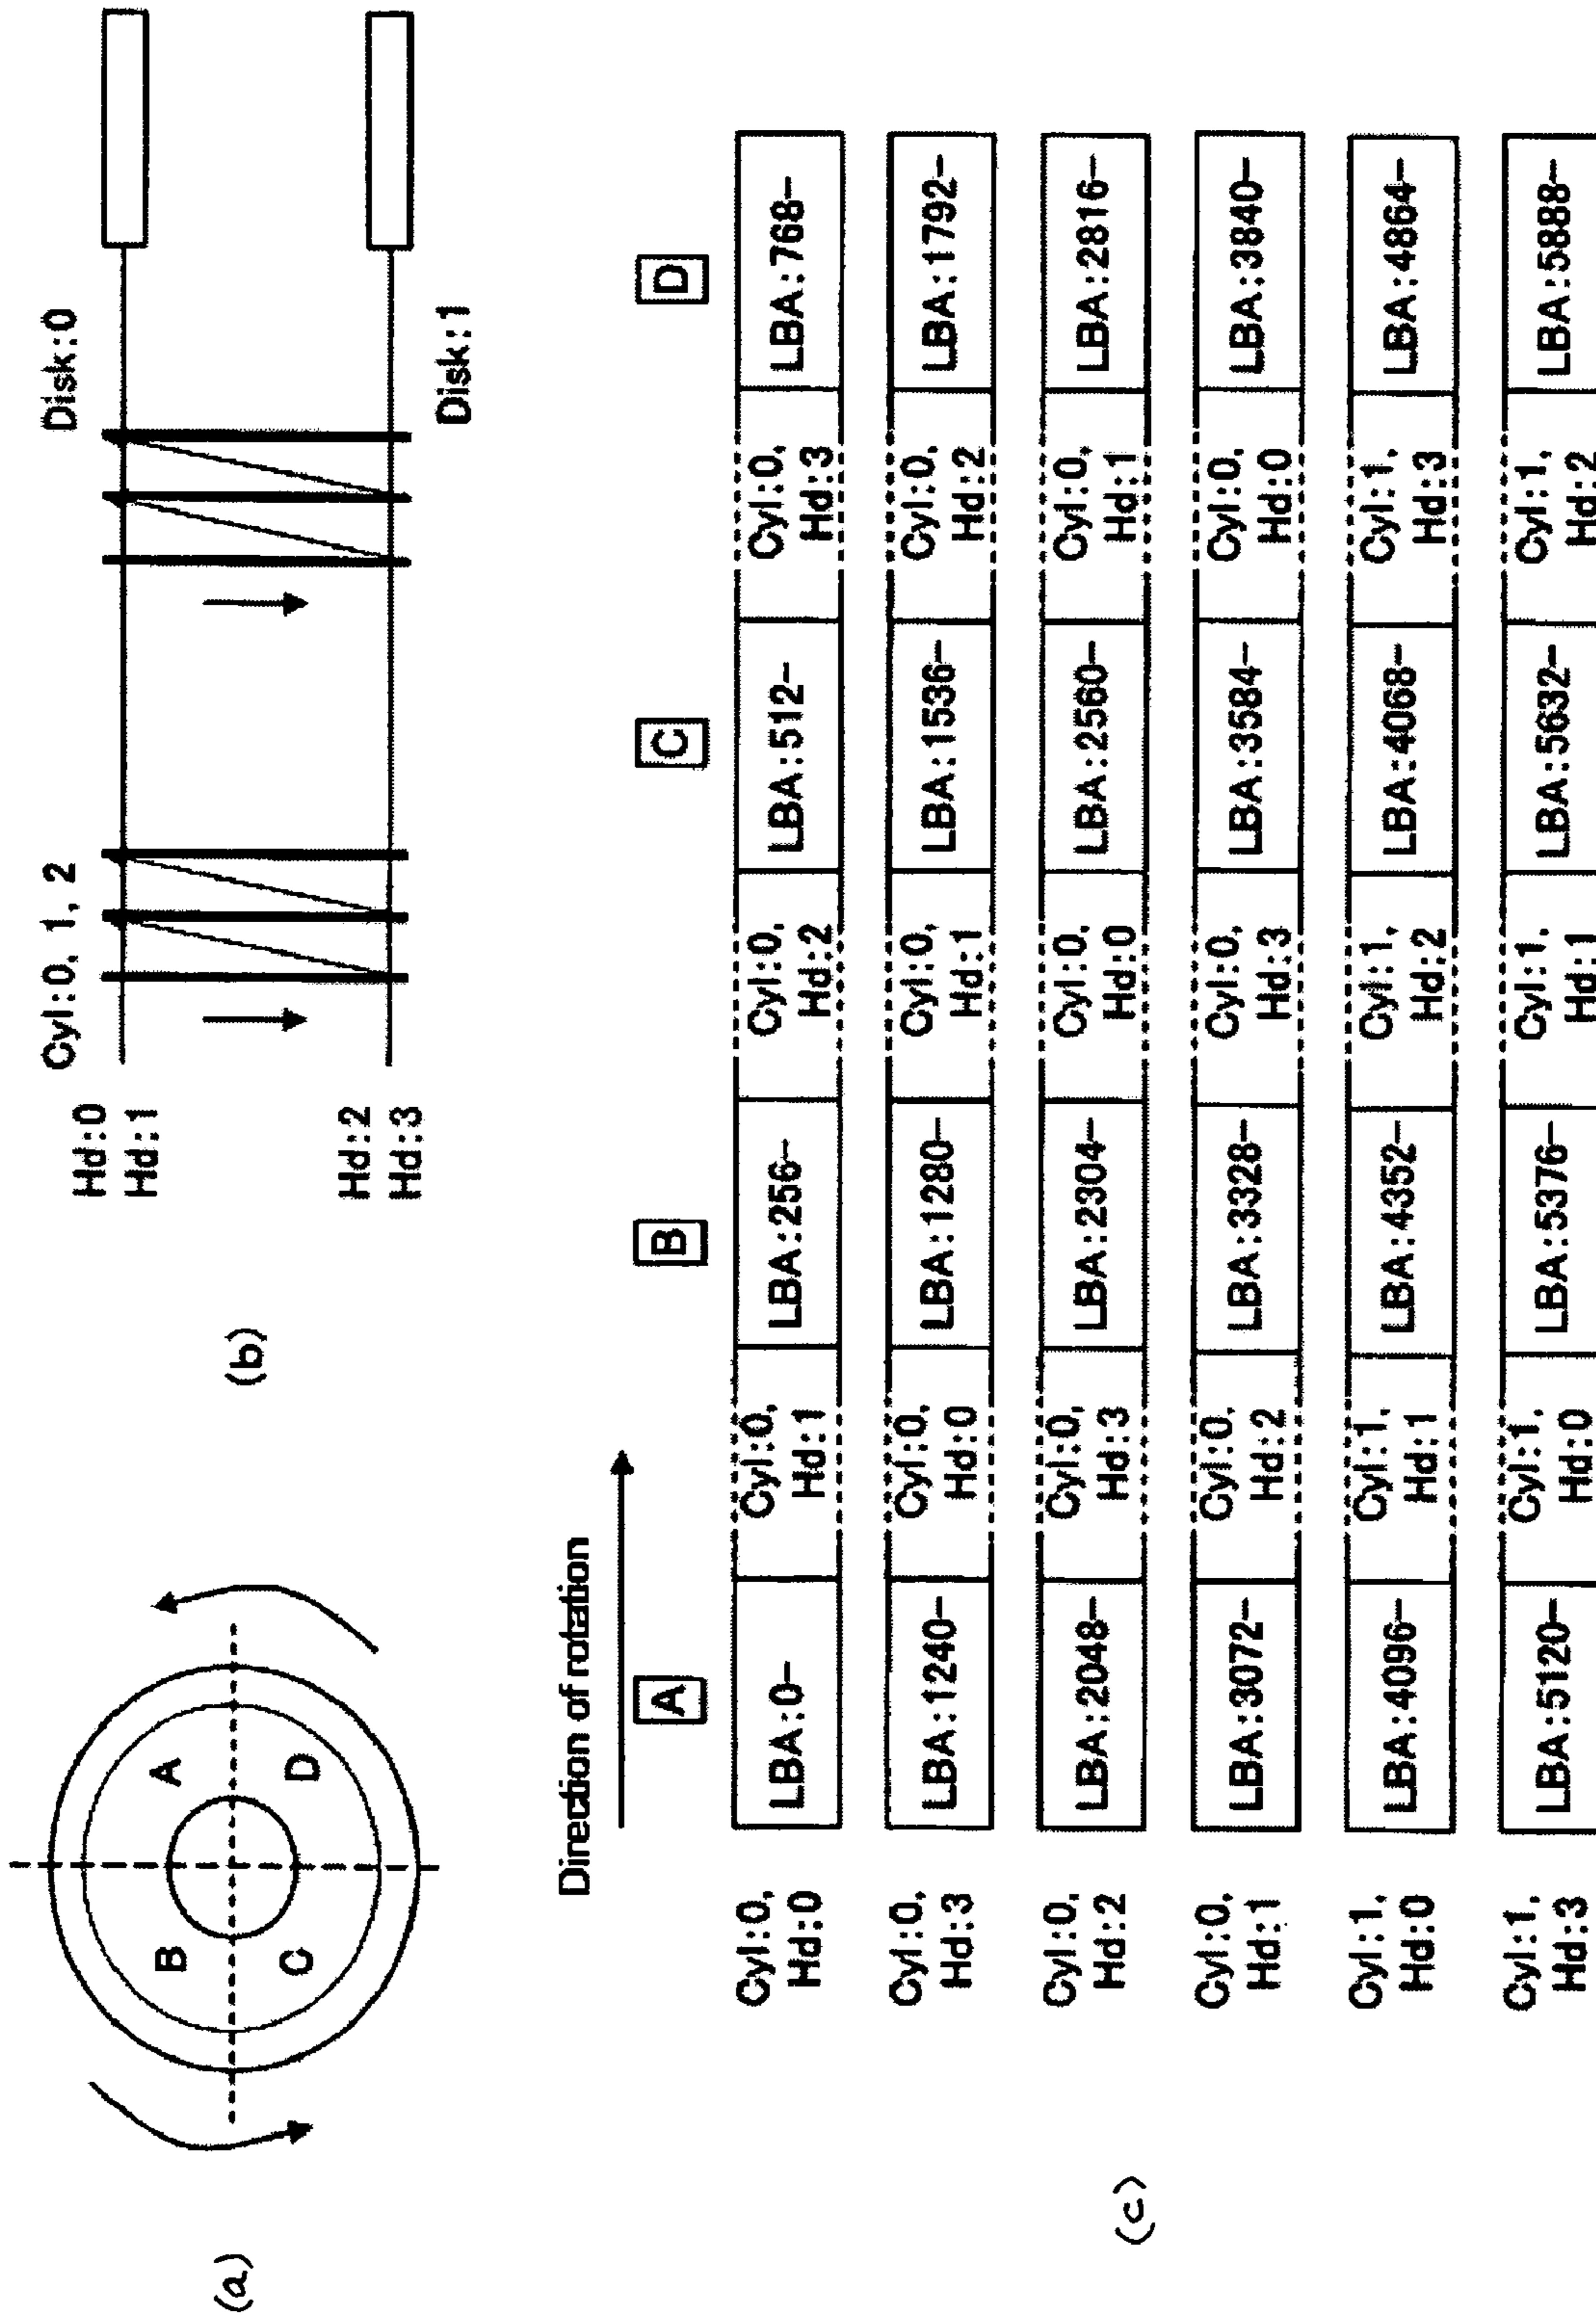 (a)
A
B
C
D
(b)
Cyl:0, 1, 2
Disk:0
Hd:0
Hd:1
Hd:2
Hd:3
Disk:1
(c)
Direction of rotation
A
B
C
D
Cyl:0,
Hd:0
LBA:0–
Cyl:0,
Hd:1
LBA:256–
Cyl:0,
Hd:2
LBA:512–
Cyl:0,
Hd:3
LBA:768–
Cyl:0,
Hd:3
LBA:1240–
Cyl:0,
Hd:0
LBA:1280–
Cyl:0,
Hd:1
LBA:1536–
Cyl:0,
Hd:2
LBA:1792–
Cyl:0,
Hd:2
LBA:2048–
Cyl:0,
Hd:3
LBA:2304–
Cyl:0,
Hd:0
LBA:2560–
Cyl:0,
Hd:1
LBA:2816–
Cyl:0,
Hd:1
LBA:3072–
Cyl:0,
Hd:2
LBA:3328–
Cyl:0,
Hd:3
LBA:3584–
Cyl:0,
Hd:0
LBA:3840–
Cyl:1,
Hd:0
LBA:4096–
Cyl:1,
Hd:1
LBA:4352–
Cyl:1,
Hd:2
LBA:4068–
Cyl:1,
Hd:3
LBA:4864–
Cyl:1,
Hd:3
LBA:5120–
Cyl:1,
Hd:0
LBA:5376–
Cyl:1,
Hd:1
LBA:5632–
Cyl:1,
Hd:2
LBA:5888–